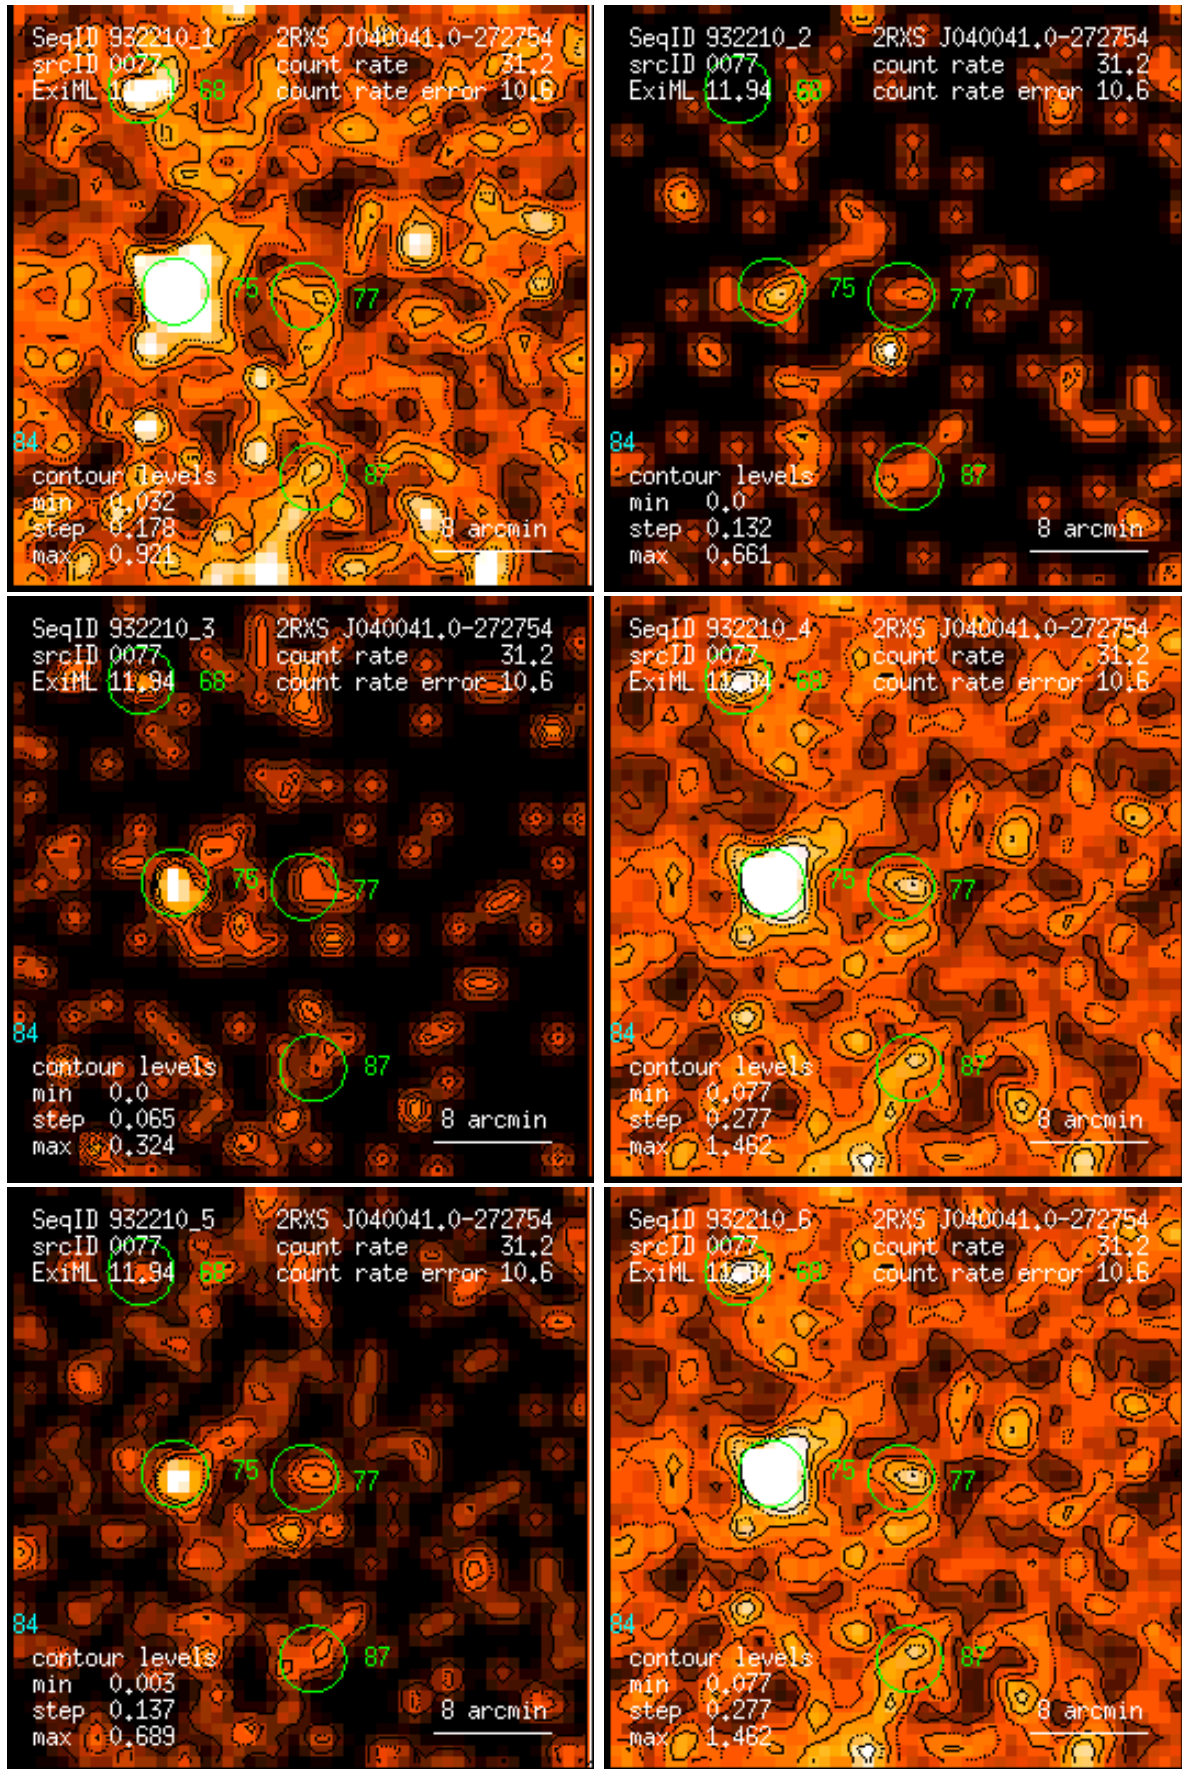 SeqID 932210_1 2RXS J040041.0-272754
srcID 0077 count rate 31.2
ExiML 11.94 68 count rate error 10.6
75
77
84
87
contour levels
min 0.032
step 0.178
max 0.921
8 arcmin
SeqID 932210_2 2RXS J040041.0-272754
srcID 0077 count rate 31.2
ExiML 11.94 68 count rate error 10.6
75
77
84
87
contour levels
min 0.0
step 0.132
max 0.661
8 arcmin
SeqID 932210_3 2RXS J040041.0-272754
srcID 0077 count rate 31.2
ExiML 11.94 68 count rate error 10.6
75
77
84
87
contour levels
min 0.0
step 0.065
max 0.324
8 arcmin
SeqID 932210_4 2RXS J040041.0-272754
srcID 0077 count rate 31.2
ExiML 11.94 68 count rate error 10.6
75
77
84
87
contour levels
min 0.077
step 0.277
max 1.462
8 arcmin
SeqID 932210_5 2RXS J040041.0-272754
srcID 0077 count rate 31.2
ExiML 11.94 68 count rate error 10.6
75
77
84
87
contour levels
min 0.003
step 0.137
max 0.689
8 arcmin
SeqID 932210_6 2RXS J040041.0-272754
srcID 0077 count rate 31.2
ExiML 11.94 68 count rate error 10.6
75
77
84
87
contour levels
min 0.077
step 0.277
max 1.462
8 arcmin